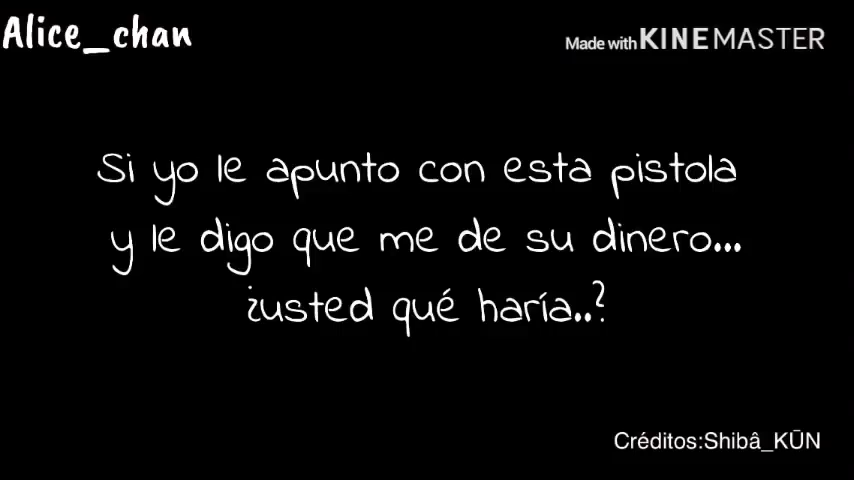 Alice_chan
Made with KINEMASTER
Si yo le apunto con esta pistola
y le digo que me de su dinero...
¿usted qué haría..?
Créditos:Shibâ_KŪN